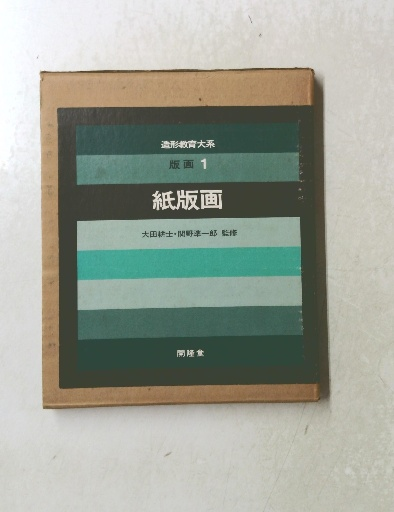 造形教育大系
版画 1
紙版画
大田耕士・関野準一郎 監修
開隆堂